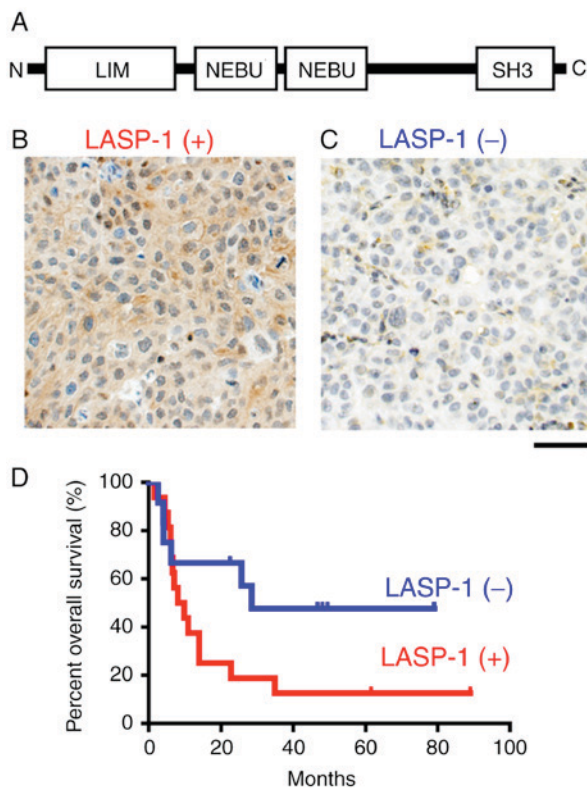 A
N LIM NEBU NEBU SH3 C
B LASP-1 (+) C LASP-1 (–)
D
Percent overall survival (%)
100
80
60
40
20
0
LASP-1 (–)
LASP-1 (+)
0 20 40 60 80 100
Months